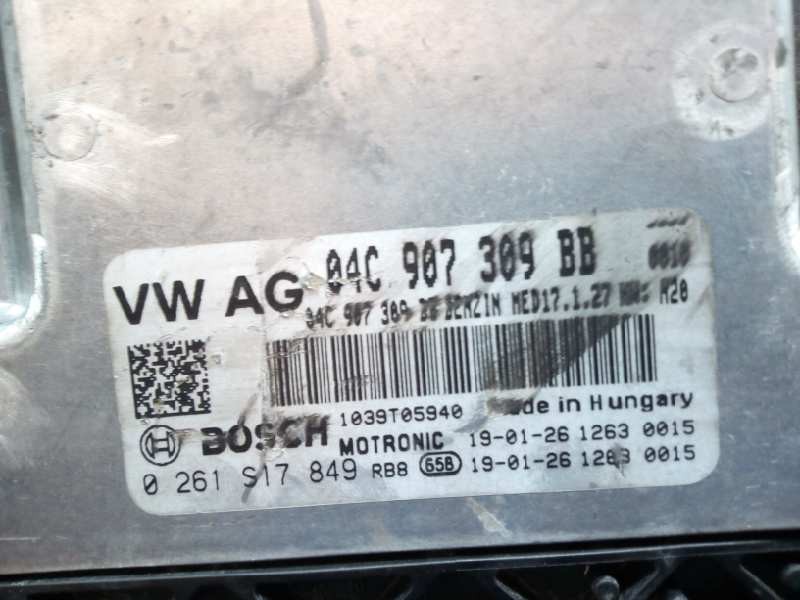 VW AG 04C 907 309 BB 0010
04C 907 309 BB BENZIN MED17.1.27 H20
1039T05940 Made in Hungary
BOSCH MOTRONIC 19-01-26 1263 0015
0 261 S17 849 RB8 65B 19-01-26 1263 0015